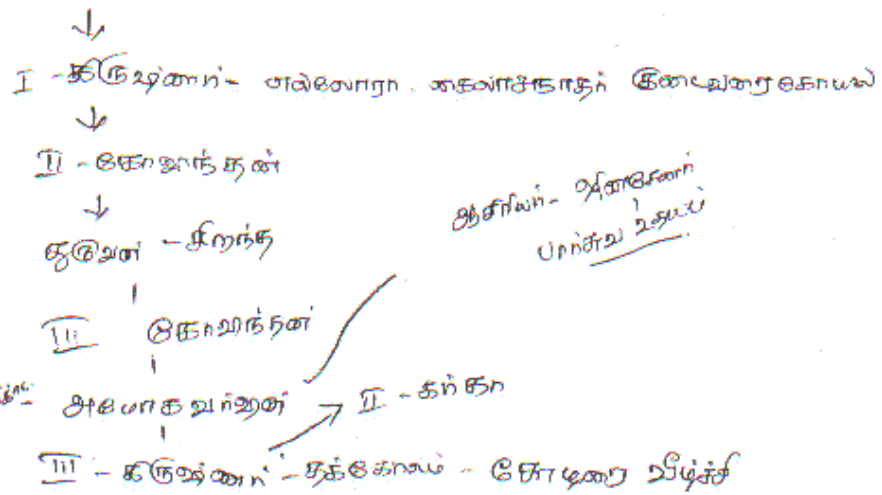 I - கிருஷ்ணர் - எல்லோரா. கைலாசநாதர் குடைவரை கோயில்
II - கோவிந்தன்
துருவன் - சிறந்த
ஆசிரியர் - ஜினசேனர்
பார்சுவ உதயம்
III கோவிந்தன்
அமோகவர்ஷன் → II - கர்கா
III - கிருஷ்ணர் - தக்கோலம் - சோழரை வீழ்ச்சி